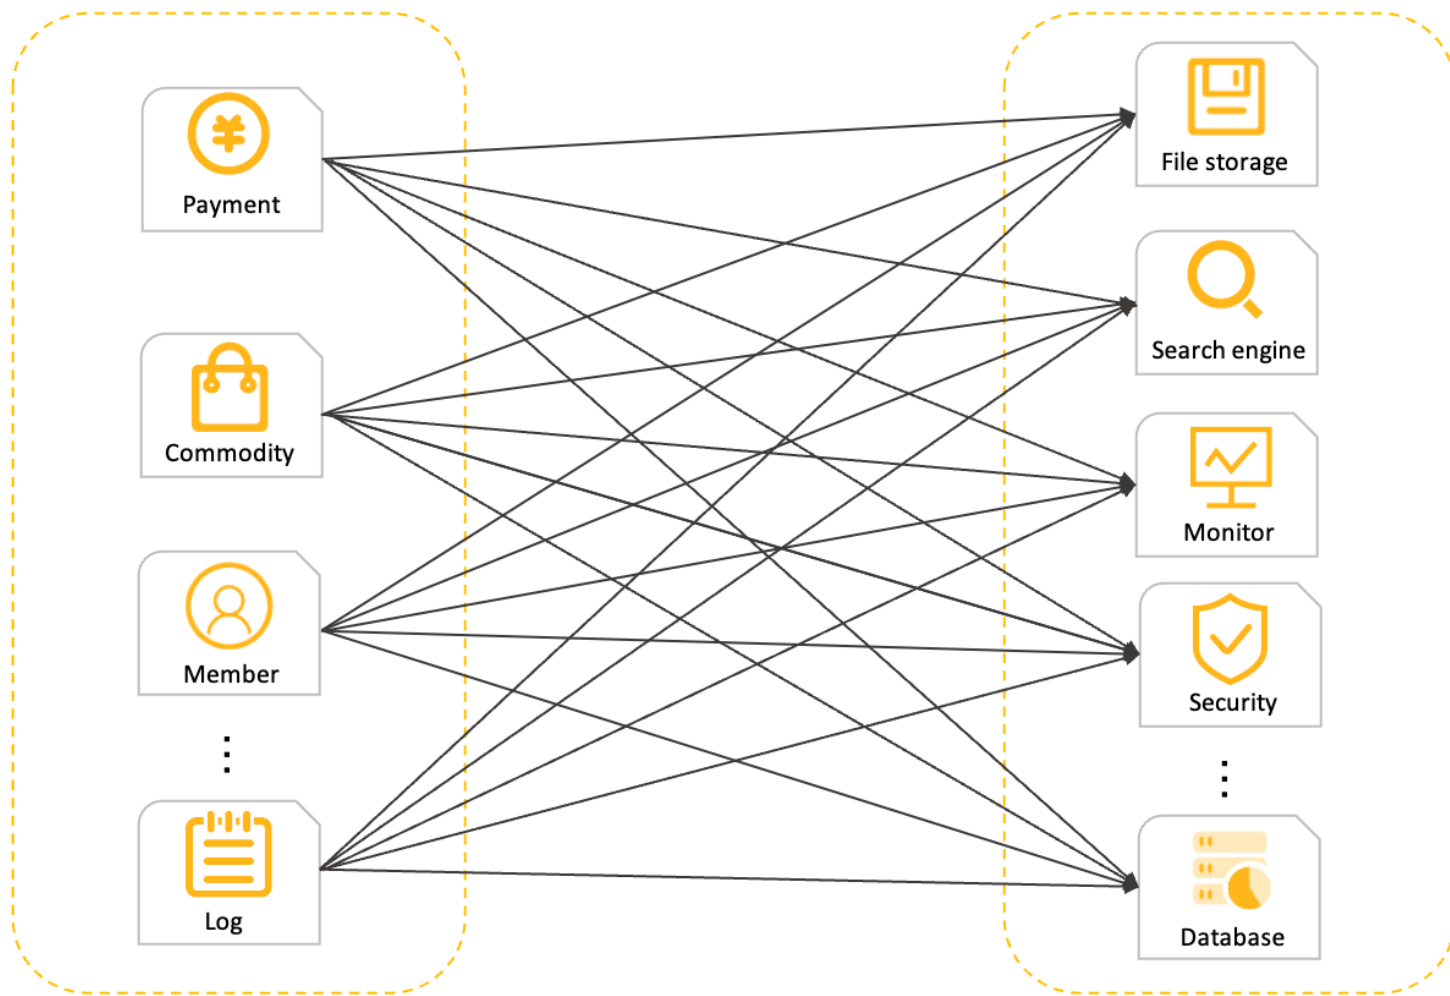 ¥
Payment
Commodity
Member
⋮
Log
File storage
Search engine
Monitor
Security
⋮
Database